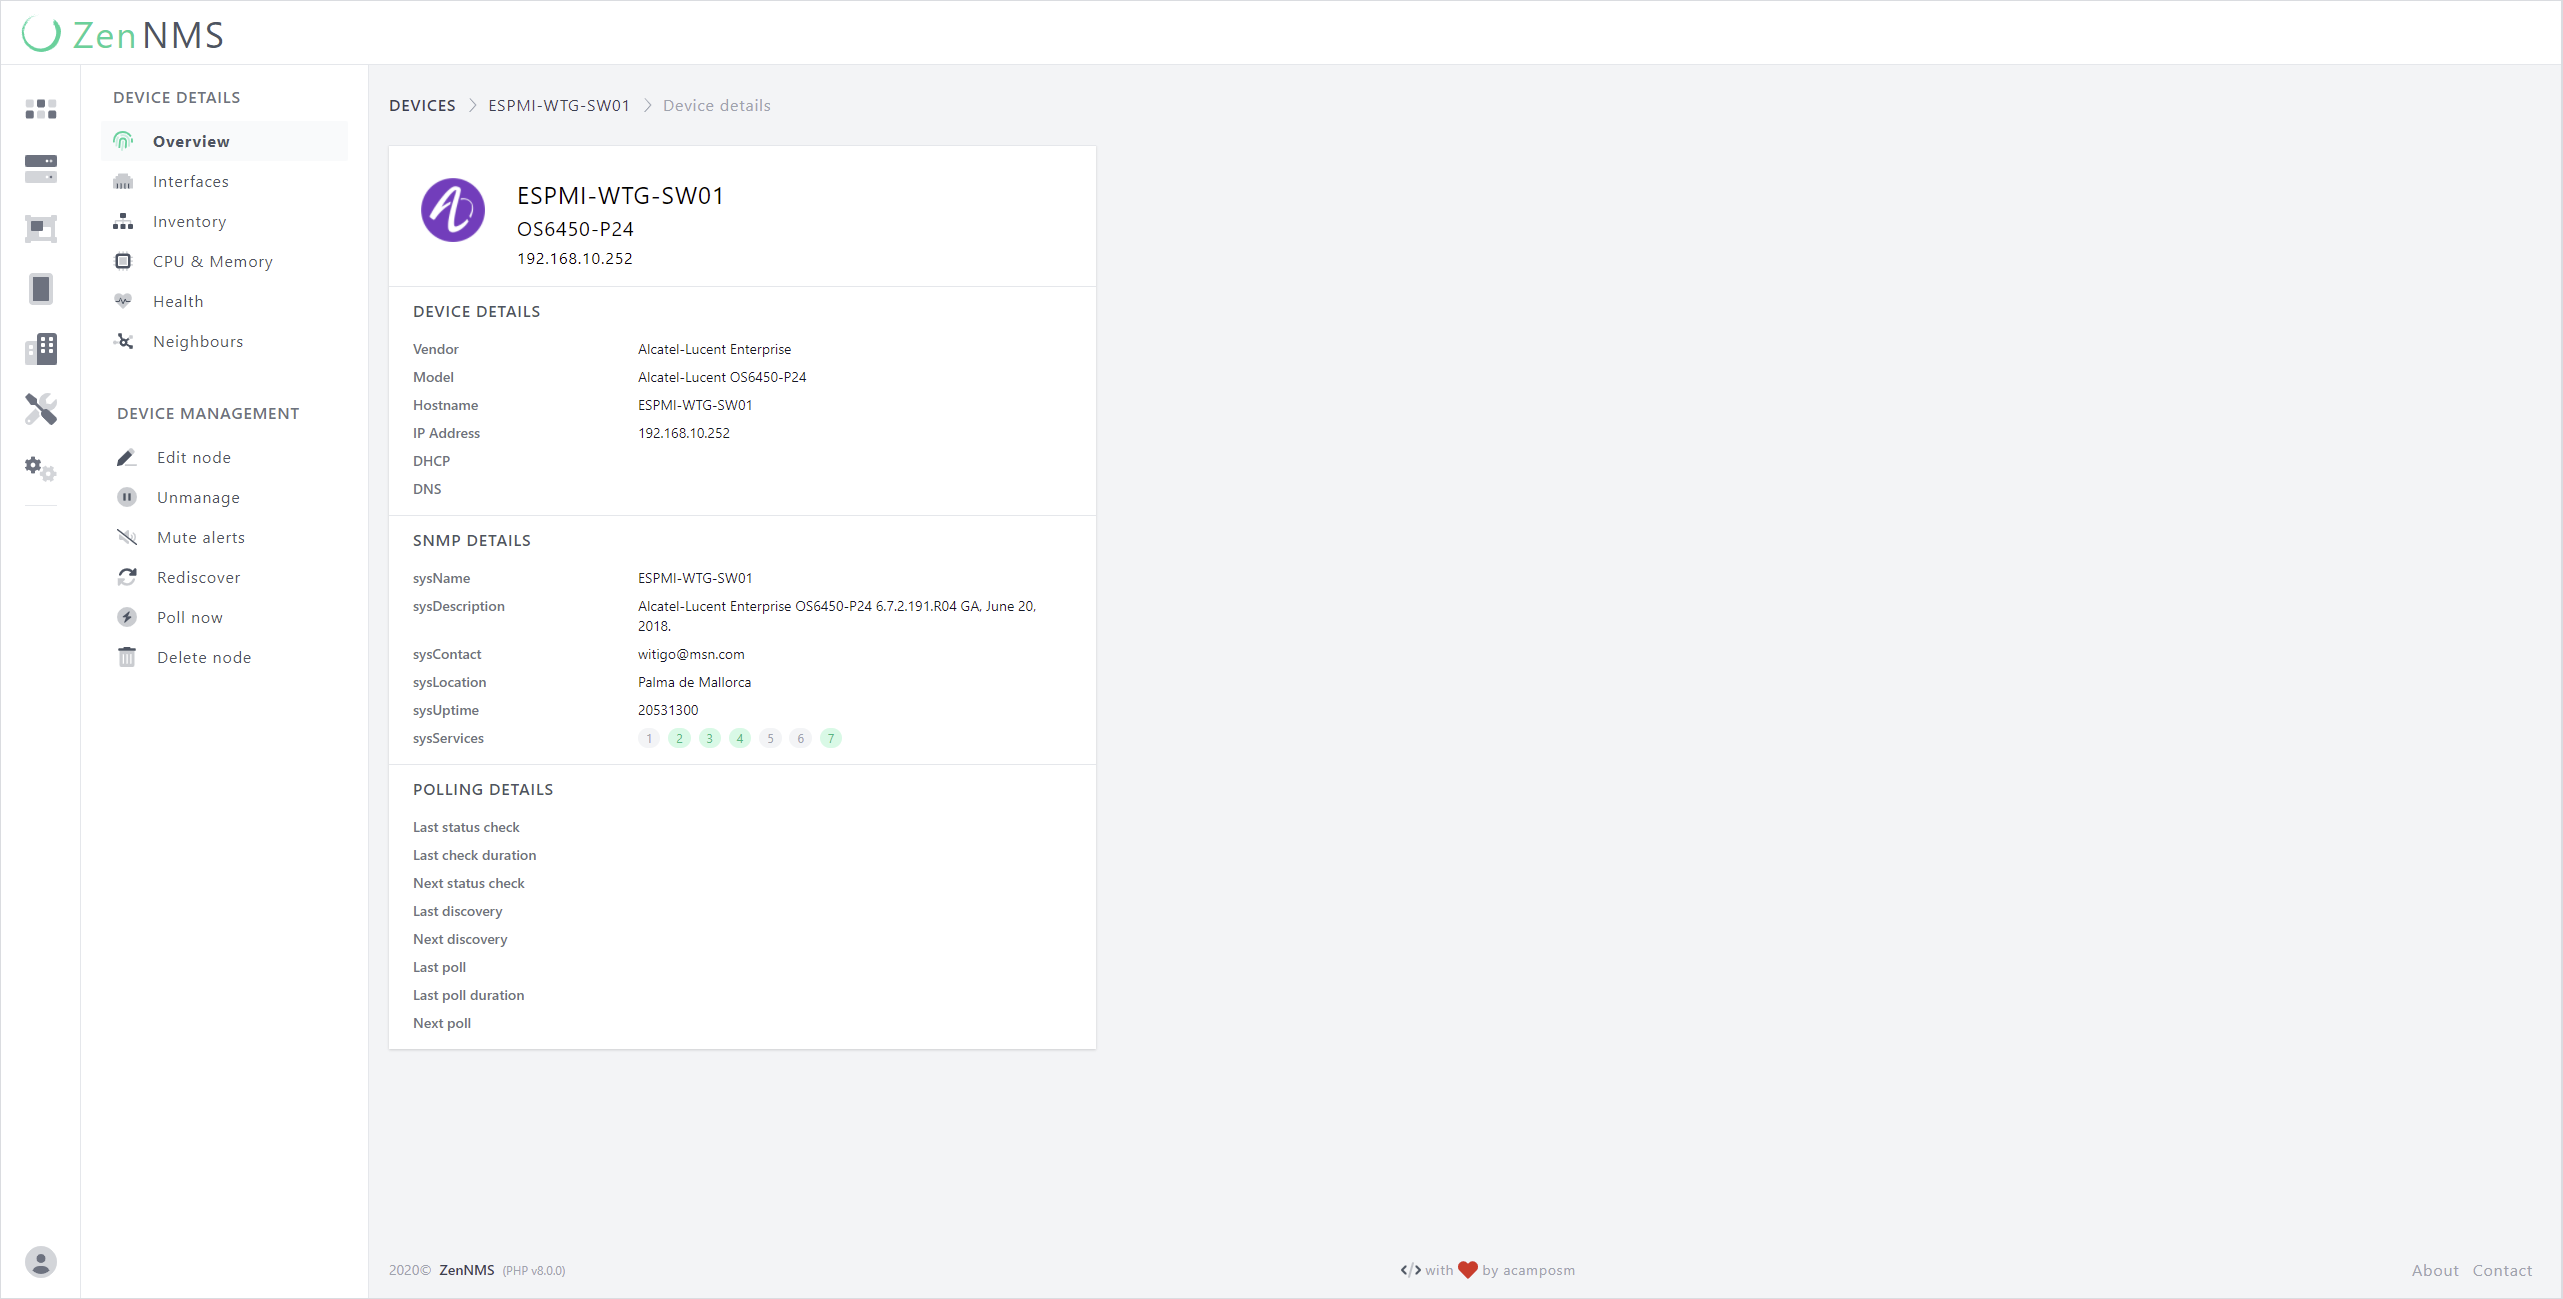 ZenNMS
DEVICE DETAILS
Overview
Interfaces
Inventory
CPU & Memory
Health
Neighbours
DEVICE MANAGEMENT
Edit node
Unmanage
Mute alerts
Rediscover
Poll now
Delete node
DEVICES > ESPMI-WTG-SW01 > Device details
ESPMI-WTG-SW01
OS6450-P24
192.168.10.252
DEVICE DETAILS
Vendor Alcatel-Lucent Enterprise
Model Alcatel-Lucent OS6450-P24
Hostname ESPMI-WTG-SW01
IP Address 192.168.10.252
DHCP
DNS
SNMP DETAILS
sysName ESPMI-WTG-SW01
sysDescription Alcatel-Lucent Enterprise OS6450-P24 6.7.2.191.R04 GA, June 20,
2018.
sysContact witigo@msn.com
sysLocation Palma de Mallorca
sysUptime 20531300
sysServices 1 2 3 4 5 6 7
POLLING DETAILS
Last status check
Last check duration
Next status check
Last discovery
Next discovery
Last poll
Last poll duration
Next poll
2020© ZenNMS (PHP v8.0.0)
</> with ❤ by acamposm
About Contact